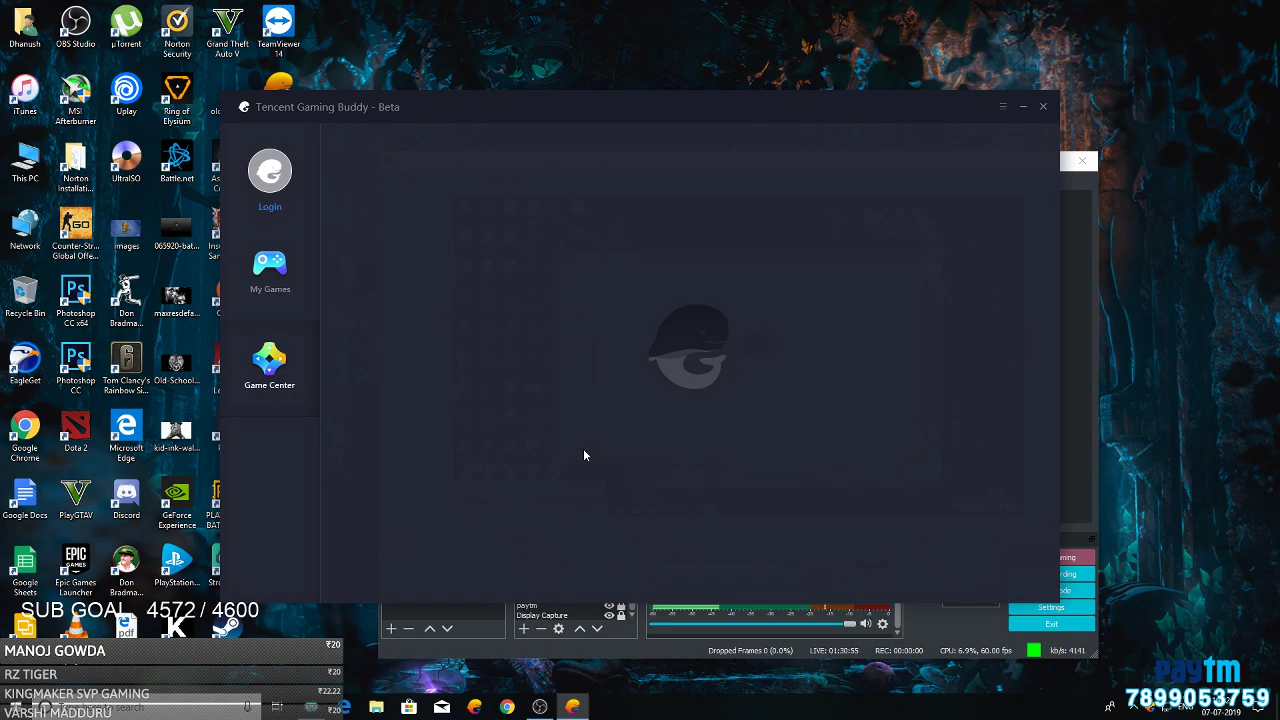 Dhanush
OBS Studio
µTorrent
Norton Security
Grand Theft Auto V
TeamViewer 14
iTunes
MSI Afterburner
Uplay
Ring of Elysium
This PC
Norton Installati...
UltraISO
Battle.net
Network
Counter-Str... Global Offe...
images
065920-bat...
Recycle Bin
Photoshop CC x64
Don Bradma...
maxresdefa...
EagleGet
Photoshop CC
Tom Clancy's Rainbow Si...
Old-School...
Google Chrome
Dota 2
Microsoft Edge
kid-ink-wal...
Google Docs
PlayGTAV
Discord
GeForce Experience
Google Sheets
Epic Games Launcher
Don Bradma...
PlayStation...
Tencent Gaming Buddy - Beta
Login
My Games
Game Center
SUB GOAL 4572 / 4600
MANOJ GOWDA ₹20
RZ TIGER ₹20
KINGMAKER SVP GAMING ₹22.22
VARSHI MADDURU ₹20
paytm
Display Capture
Settings
Exit
Dropped Frames 0 (0.0%)
LIVE: 01:30:55
REC: 00:00:00
CPU: 6.9%, 60.00 fps
kb/s: 4141
paytm
7899053759
ENG
07-07-2019